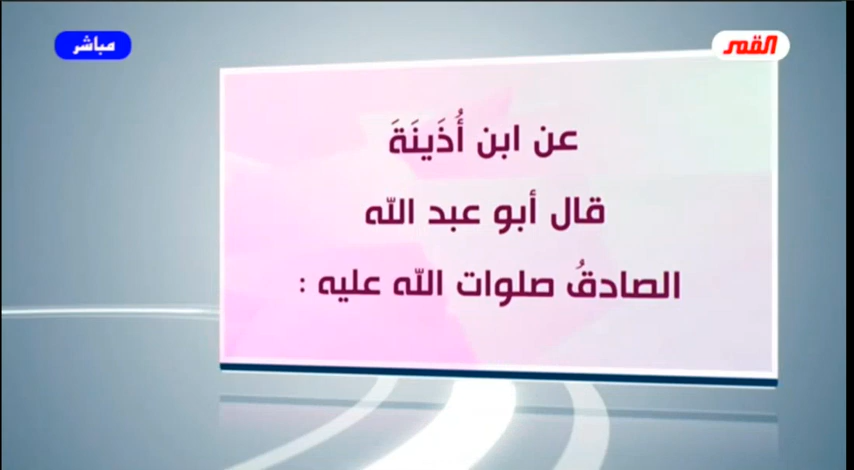 القمر
مباشر
عن ابن أُذَينَةَ
قال أبو عبد الله
الصادقُ صلوات الله عليه :